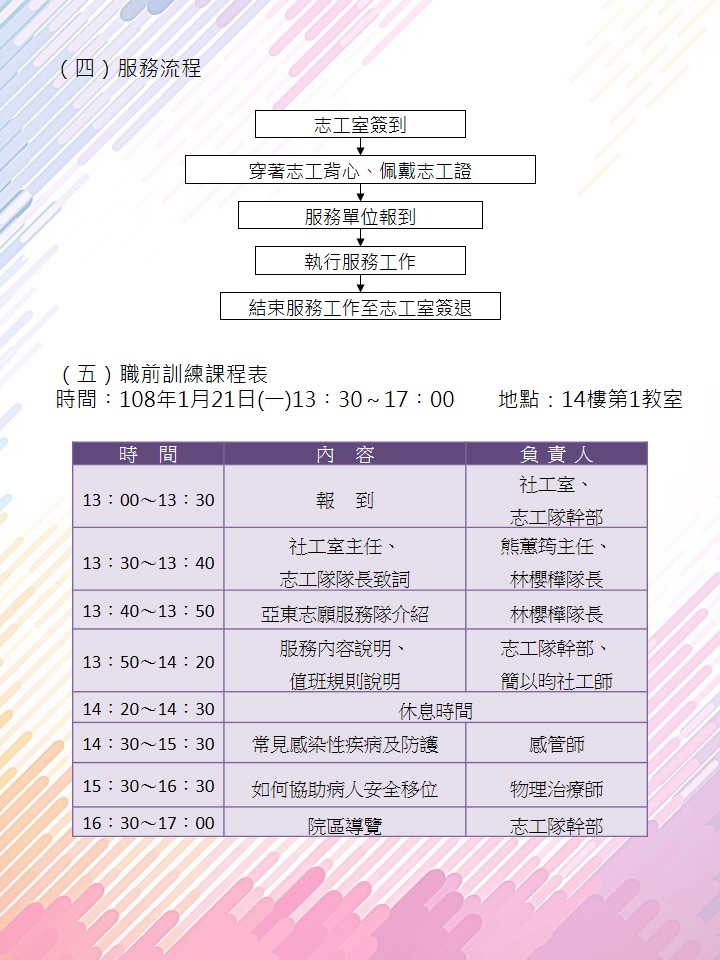 （四）服務流程
志工室簽到
穿著志工背心、佩戴志工證
服務單位報到
執行服務工作
結束服務工作至志工室簽退
（五）職前訓練課程表
時間：108年1月21日(一)13：30～17：00　　地點：14樓第1教室
時　間　內　容　負 責 人
13：00～13：30　報　到　社工室、
志工隊幹部
13：30～13：40　社工室主任、
志工隊隊長致詞　熊蕙筠主任、
林櫻樺隊長
13：40～13：50　亞東志願服務隊介紹　林櫻樺隊長
13：50～14：20　服務內容說明、
值班規則說明　志工隊幹部、
簡以昀社工師
14：20～14：30　休息時間
14：30～15：30　常見感染性疾病及防護　感管師
15：30～16：30　如何協助病人安全移位　物理治療師
16：30～17：00　院區導覽　志工隊幹部